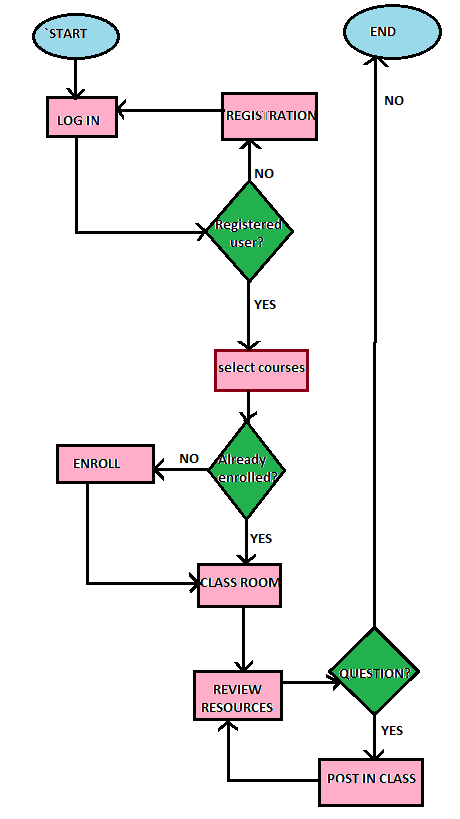 `START
END
NO
LOG IN
REGISTRATION
NO
Registered
user?
YES
select courses
Already
enrolled?
NO
ENROLL
YES
CLASS ROOM
QUESTION?
REVIEW
RESOURCES
YES
POST IN CLASS